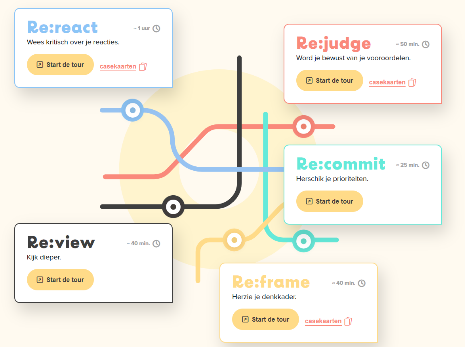 Re:react
~ 1 uur
Wees kritisch over je reacties.
Start de tour
casekaarten
Re:judge
~ 50 min.
Word je bewust van je vooroordelen.
Start de tour
casekaarten
Re:commit
~ 25 min.
Herschik je prioriteiten.
Start de tour
Re:view
~ 40 min.
Kijk dieper.
Start de tour
Re:frame
~ 40 min.
Herzie je denkkader.
Start de tour
casekaarten